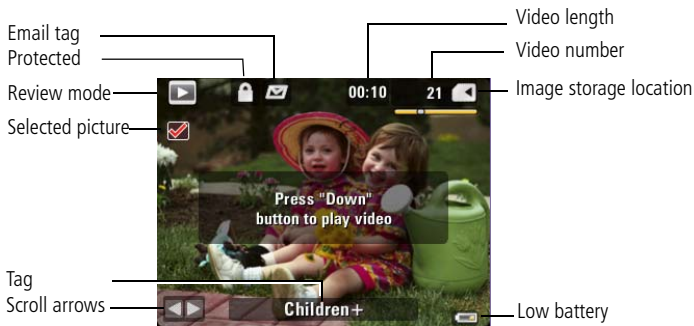 Email tag
Protected
Review mode
Selected picture
Tag
Scroll arrows
Video length
Video number
Image storage location
Low battery
00:10
21
Press "Down"
button to play video
Children+